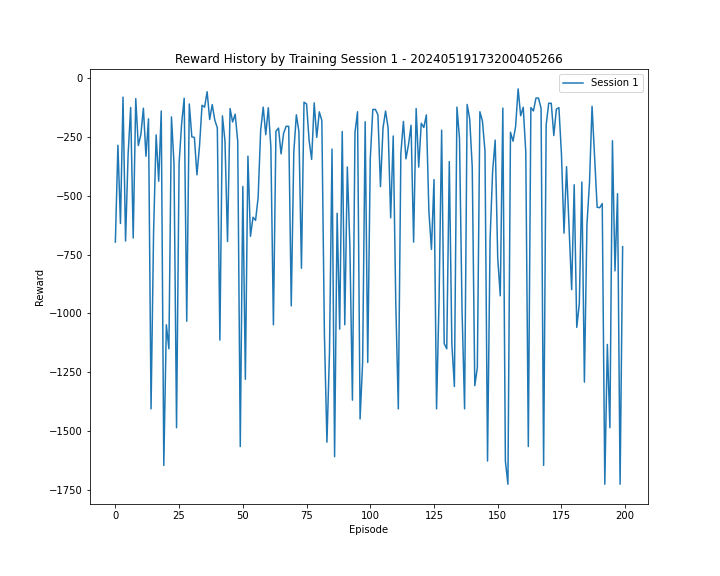 Reward History by Training Session 1 - 20240519173200405266
Session 1
0
−250
−500
−750
−1000
−1250
−1500
−1750
Reward
0 25 50 75 100 125 150 175 200
Episode